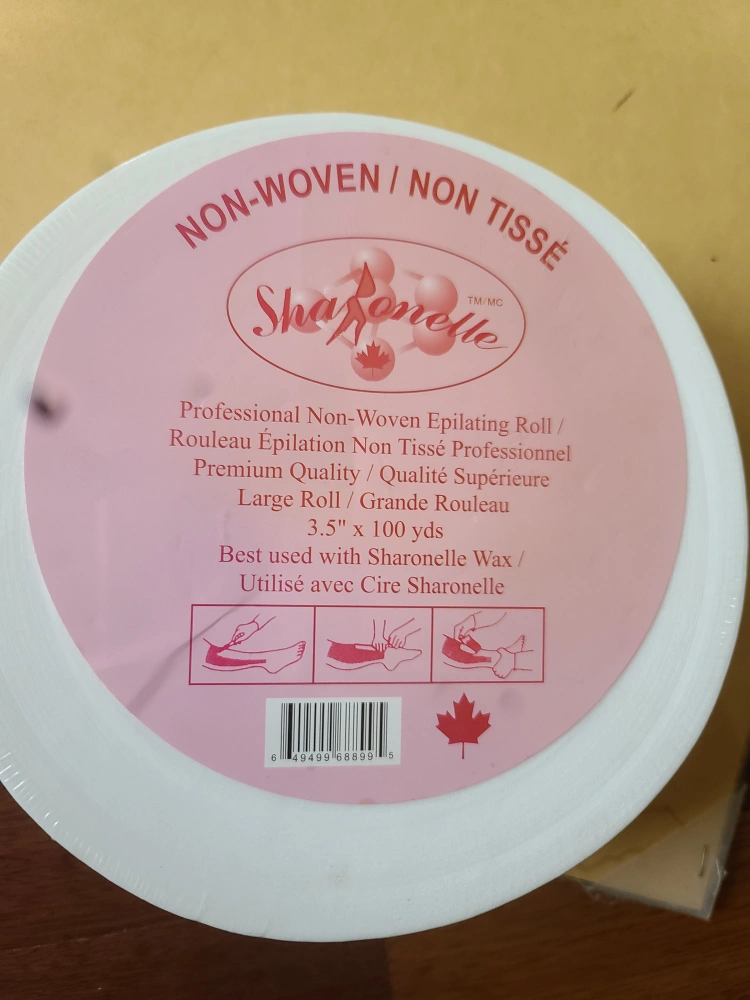 NON-WOVEN / NON TISSÉ
Sharonelle TM/MC
Professional Non-Woven Epilating Roll /
Rouleau Épilation Non Tissé Professionnel
Premium Quality / Qualité Supérieure
Large Roll / Grande Rouleau
3.5" x 100 yds
Best used with Sharonelle Wax /
Utilisé avec Cire Sharonelle
6 49499 68899 5